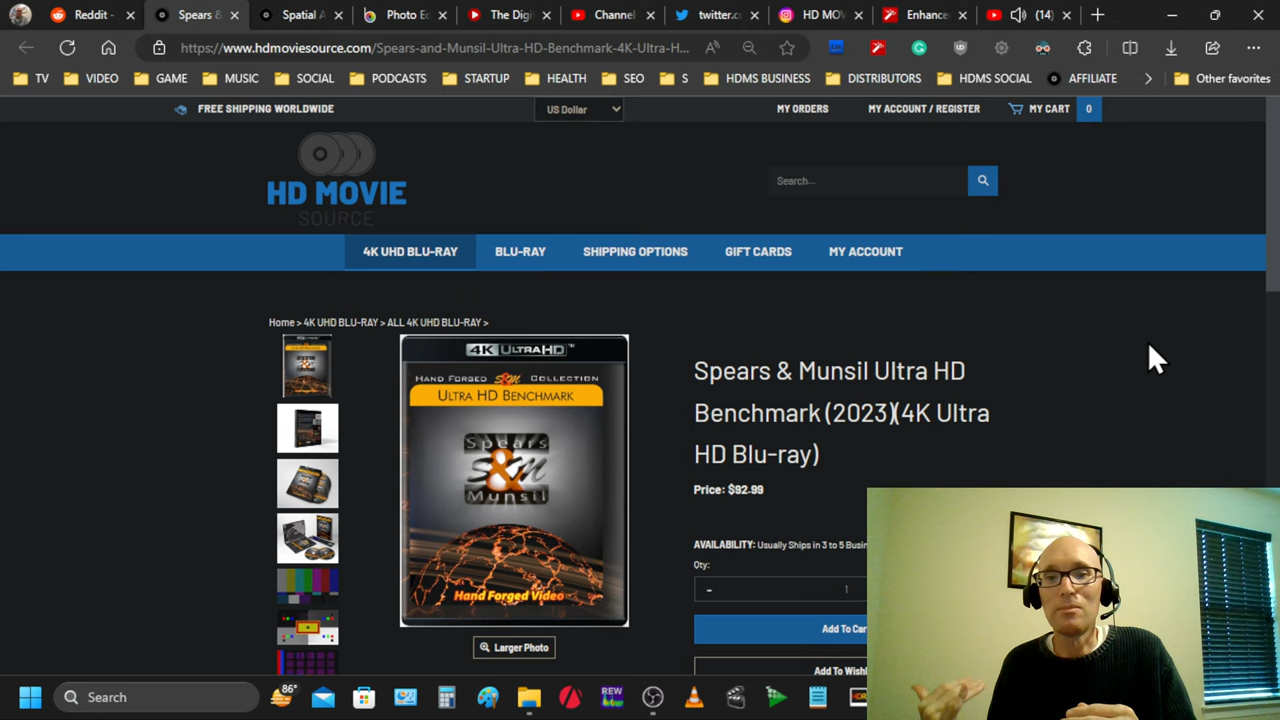 Reddit -
Spears &
Spatial A
Photo Ec
The Digi
Channel
twitter.cc
HD MOV
Enhance
(14)
https://www.hdmoviesource.com/Spears-and-Munsil-Ultra-HD-Benchmark-4K-Ultra-H...
TV
VIDEO
GAME
MUSIC
SOCIAL
PODCASTS
STARTUP
HEALTH
SEO
S
HDMS BUSINESS
DISTRIBUTORS
HDMS SOCIAL
AFFILIATE
Other favorites
FREE SHIPPING WORLDWIDE
US Dollar
MY ORDERS
MY ACCOUNT / REGISTER
MY CART
0
HD MOVIE
SOURCE
Search...
4K UHD BLU-RAY
BLU-RAY
SHIPPING OPTIONS
GIFT CARDS
MY ACCOUNT
Home > 4K UHD BLU-RAY > ALL 4K UHD BLU-RAY >
4K ULTRAHD™
HAND FORGED S&M COLLECTION
ULTRA HD BENCHMARK
Spears
S&M
Munsil
Hand Forged Video
Larger Photo
Spears & Munsil Ultra HD
Benchmark (2023)(4K Ultra
HD Blu-ray)
Price: $92.99
AVAILABILITY: Usually Ships in 3 to 5 Busin
Qty:
-
1
Add To Car
Add To Wish
Search
86°
REW